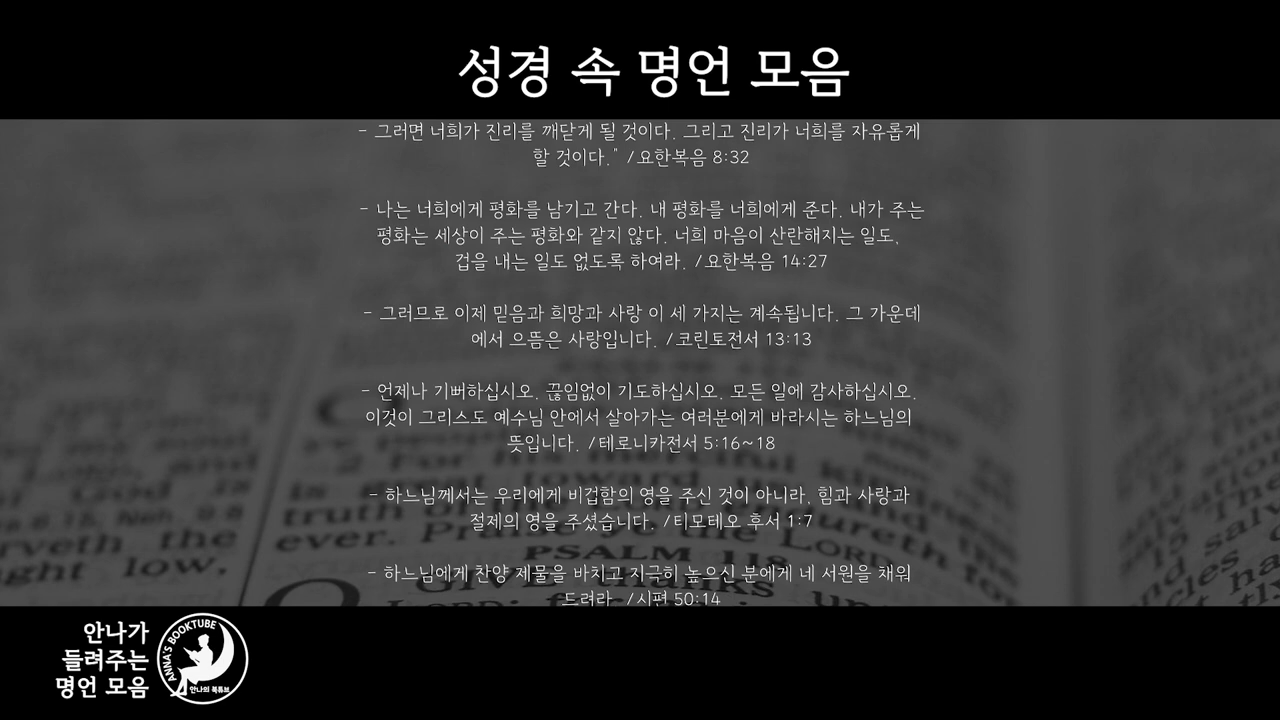 성경 속 명언 모음
- 그러면 너희가 진리를 깨닫게 될 것이다. 그리고 진리가 너희를 자유롭게
할 것이다." /요한복음 8:32
- 나는 너희에게 평화를 남기고 간다. 내 평화를 너희에게 준다. 내가 주는
평화는 세상이 주는 평화와 같지 않다. 너희 마음이 산란해지는 일도,
겁을 내는 일도 없도록 하여라. /요한복음 14:27
- 그러므로 이제 믿음과 희망과 사랑 이 세 가지는 계속됩니다. 그 가운데
에서 으뜸은 사랑입니다. /코린토전서 13:13
- 언제나 기뻐하십시오. 끊임없이 기도하십시오. 모든 일에 감사하십시오.
이것이 그리스도 예수님 안에서 살아가는 여러분에게 바라시는 하느님의
뜻입니다. /테로니카전서 5:16~18
- 하느님께서는 우리에게 비겁함의 영을 주신 것이 아니라, 힘과 사랑과
절제의 영을 주셨습니다. /티모테오 후서 1:7
- 하느님에게 찬양 제물을 바치고 지극히 높으신 분에게 네 서원을 채워
드려라. /시편 50:14
truth of
ever. Praise ye the LORD
PSALM 118
GIVE thanks
rveth the
ght low,
안나가
들려주는
명언 모음
ANNA'S BOOKTUBE
안나의 북튜브